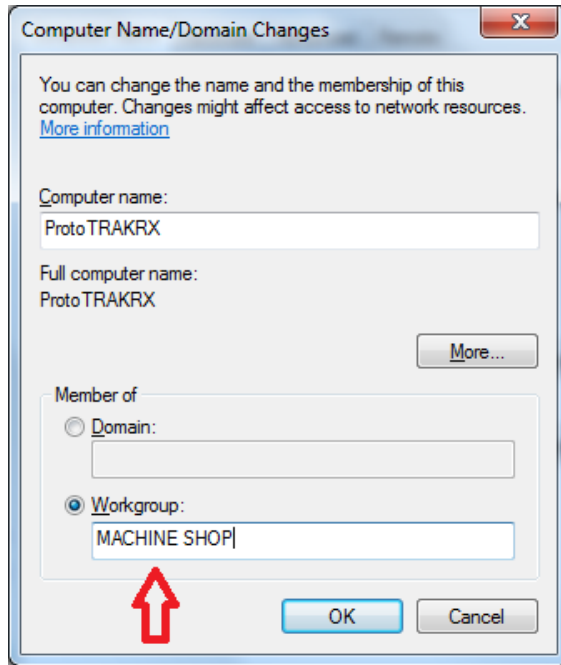 Computer Name/Domain Changes
You can change the name and the membership of this
computer. Changes might affect access to network resources.
More information
Computer name:
ProtoTRAKRX
Full computer name:
ProtoTRAKRX
More...
Member of
Domain:
Workgroup:
MACHINE SHOP
OK
Cancel